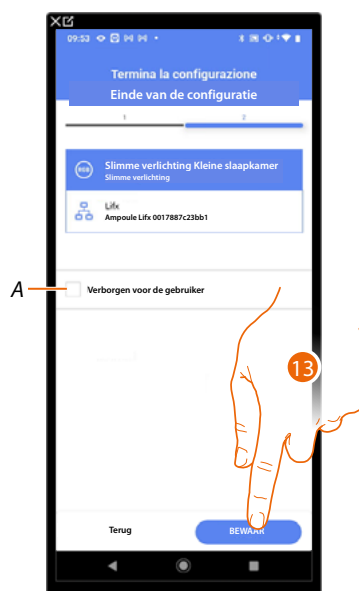 09:53
Termina la configurazione
Einde van de configuratie
1 2
RGB
Slimme verlichting Kleine slaapkamer
Slimme verlichting
Lifx
Ampoule Lifx 0017887c23bb1
A
Verborgen voor de gebruiker
13
Terug
BEWAAR